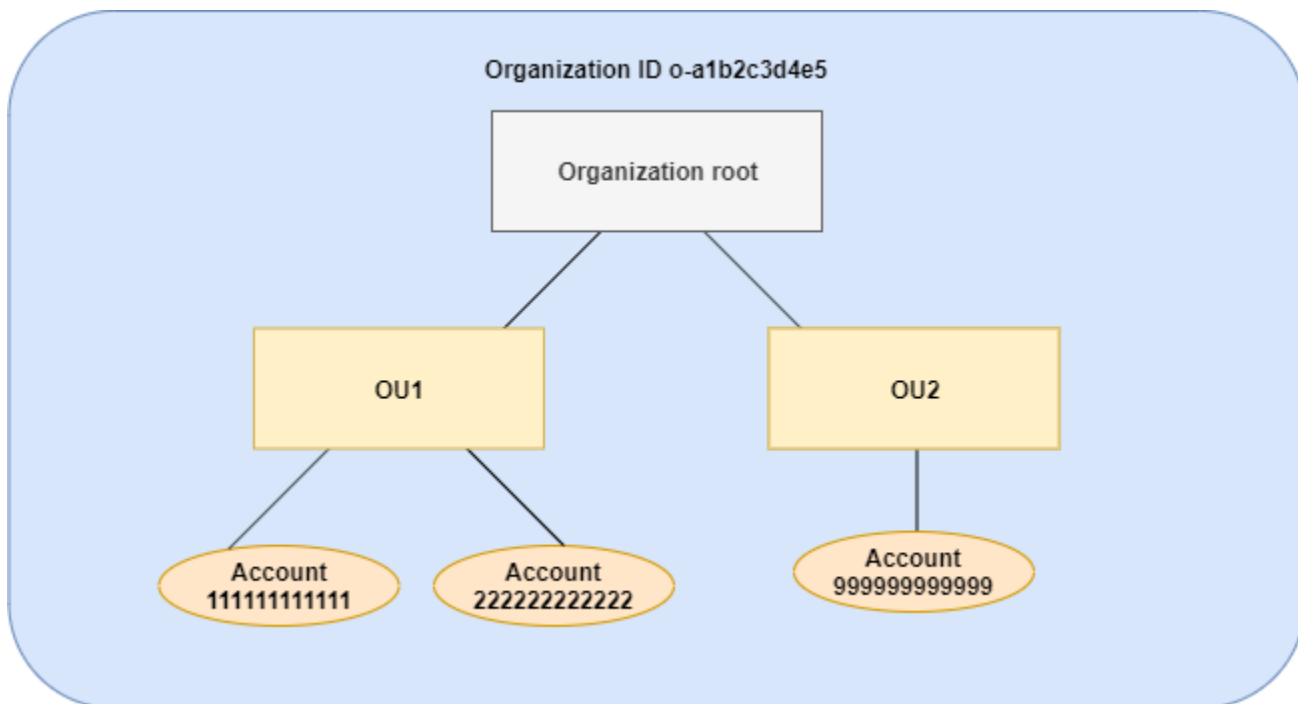 Organization ID o-a1b2c3d4e5
Organization root
OU1
OU2
Account
111111111111
Account
222222222222
Account
999999999999